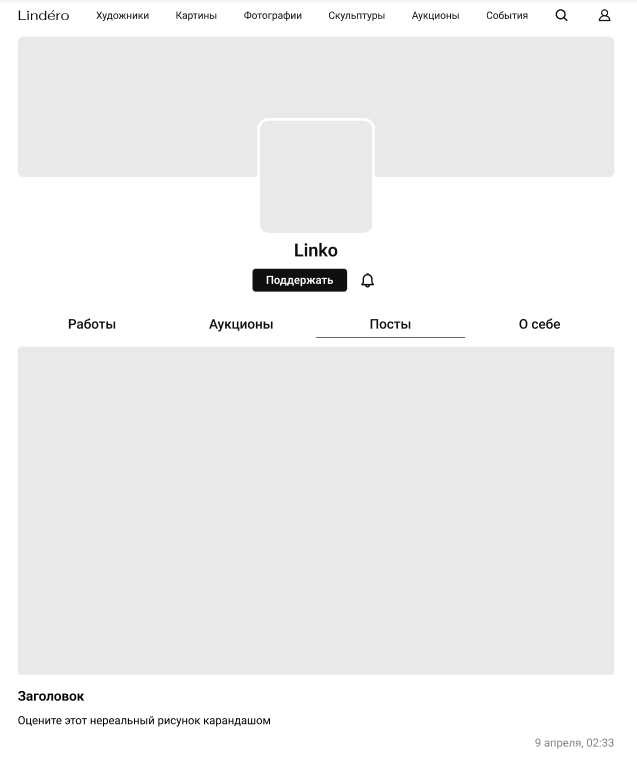 Lindéro Художники Картины Фотографии Скульптуры Аукционы События
Linko
Поддержать
Работы Аукционы Посты О себе
Заголовок
Оцените этот нереальный рисунок карандашом
9 апреля, 02:33